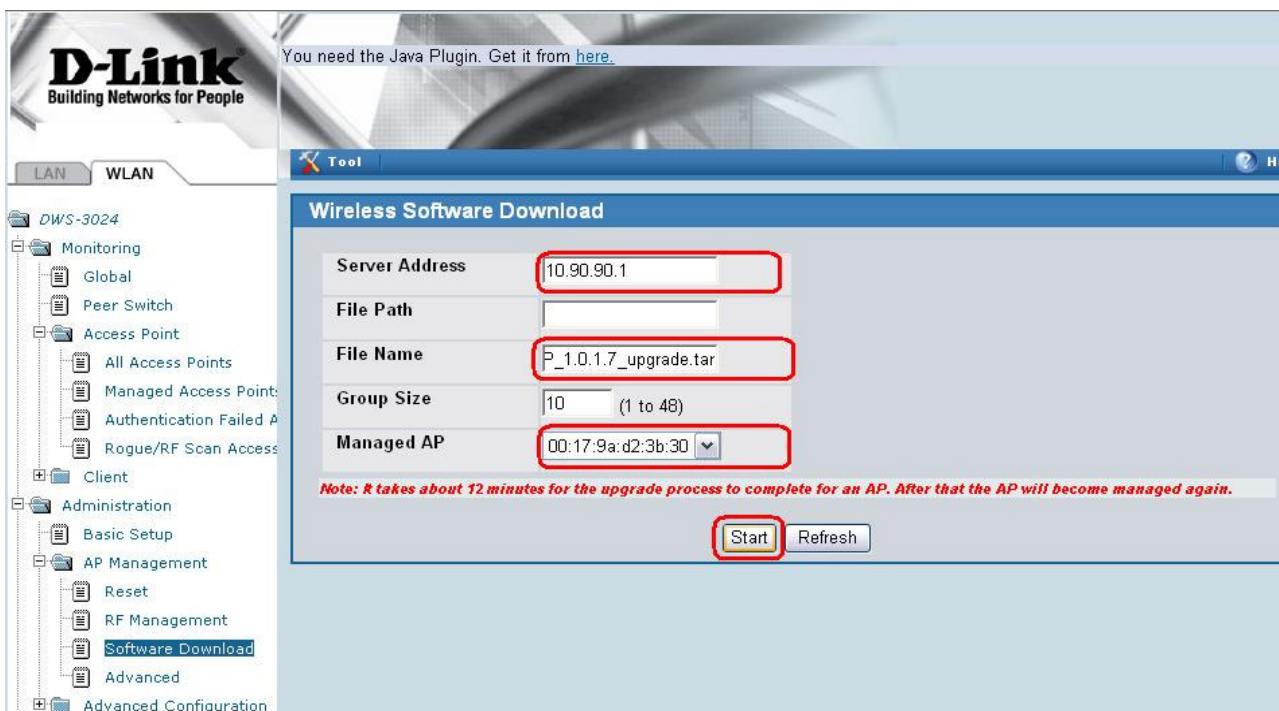 D-Link
Building Networks for People
You need the Java Plugin. Get it from here.
LAN WLAN
Tool
DWS-3024
Monitoring
Global
Peer Switch
Access Point
All Access Points
Managed Access Point
Authentication Failed A
Rogue/RF Scan Access
Client
Administration
Basic Setup
AP Management
Reset
RF Management
Software Download
Advanced
Advanced Configuration
Wireless Software Download
Server Address 10.90.90.1
File Path
File Name P_1.0.1.7_upgrade.tar
Group Size 10 (1 to 48)
Managed AP 00:17:9a:d2:3b:30
Note: It takes about 12 minutes for the upgrade process to complete for an AP. After that the AP will become managed again.
Start Refresh